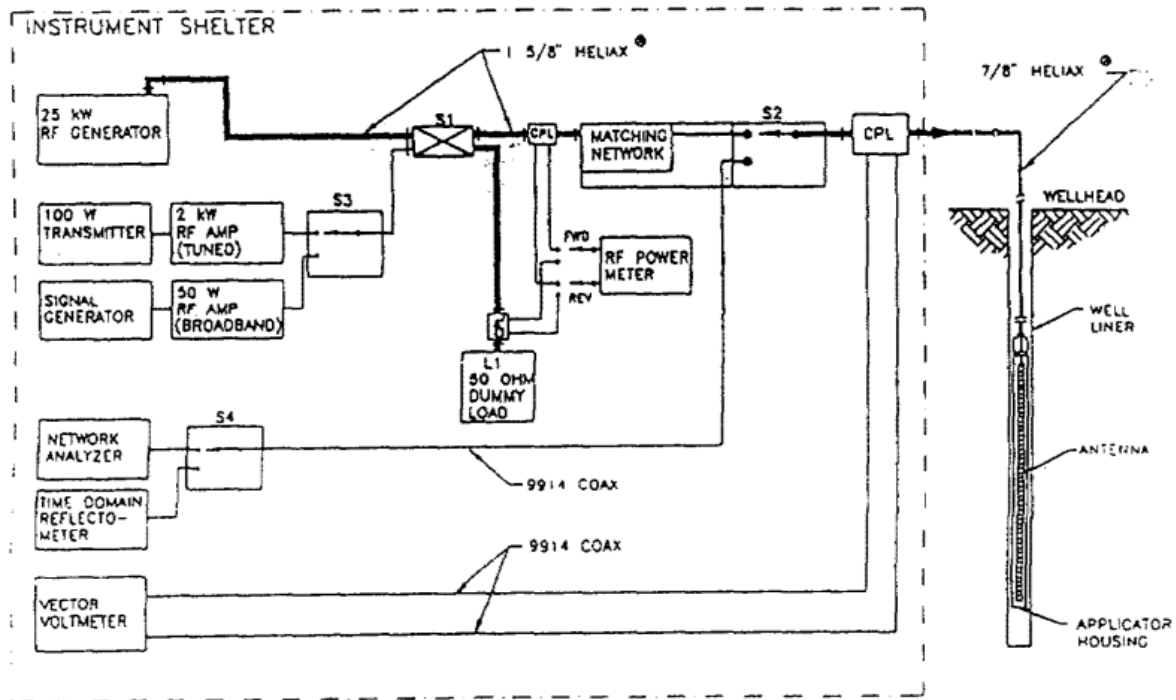 INSTRUMENT SHELTER
1 5/8" HELIAX ®
7/8" HELIAX ®
25 kW
RF GENERATOR
S1
CPL
MATCHING
NETWORK
S2
CPL
WELLHEAD
100 W
TRANSMITTER
2 kW
RF AMP
(TUNED)
S3
FWD
RF POWER
METER
REV
SIGNAL
GENERATOR
50 W
RF AMP
(BROADBAND)
WELL
LINER
L1
50 OHM
DUMMY
LOAD
S4
NETWORK
ANALYZER
ANTENNA
9914 COAX
TIME DOMAIN
REFLECTO-
METER
9914 COAX
VECTOR
VOLTMETER
APPLICATOR
HOUSING